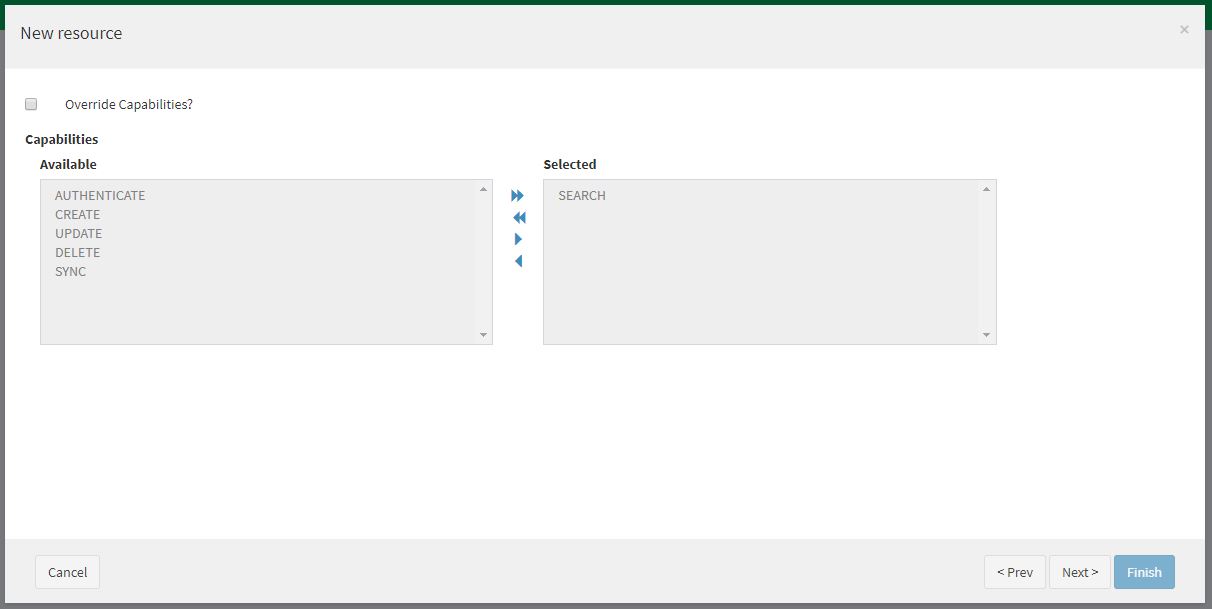 New resource
×
Override Capabilities?
Capabilities
Available
Selected
AUTHENTICATE
CREATE
UPDATE
DELETE
SYNC
SEARCH
Cancel
< Prev
Next >
Finish